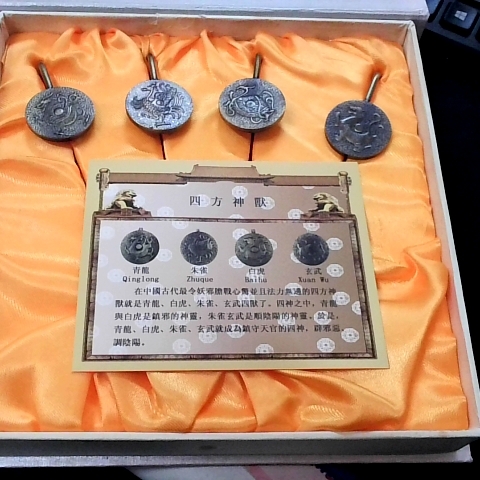 四方神獸
青龍 朱雀 白虎 玄武
Qinglong Zhuque Baihu Xuan Wu
在中國古代最令妖邪膽戰心驚並且法力無邊的四方神
獸就是青龍、白虎、朱雀、玄武四獸了。四神之中，青龍
與白虎是鎮邪的神靈。朱雀玄武是順陰陽的神靈。於是，
青龍、白虎、朱雀、玄武就成為鎮守天官的四神，辟邪惡、
調陰陽。